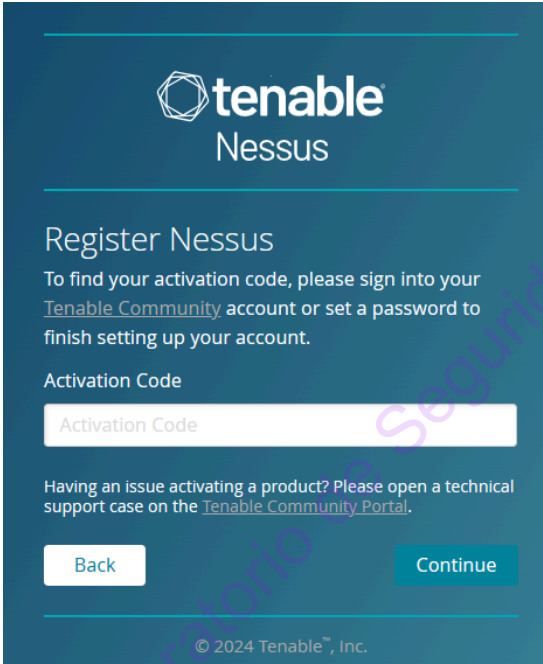 tenable
Nessus
Register Nessus
To find your activation code, please sign into your
Tenable Community account or set a password to
finish setting up your account.
Activation Code
Activation Code
Having an issue activating a product? Please open a technical
support case on the Tenable Community Portal.
Back
Continue
© 2024 Tenable™, Inc.